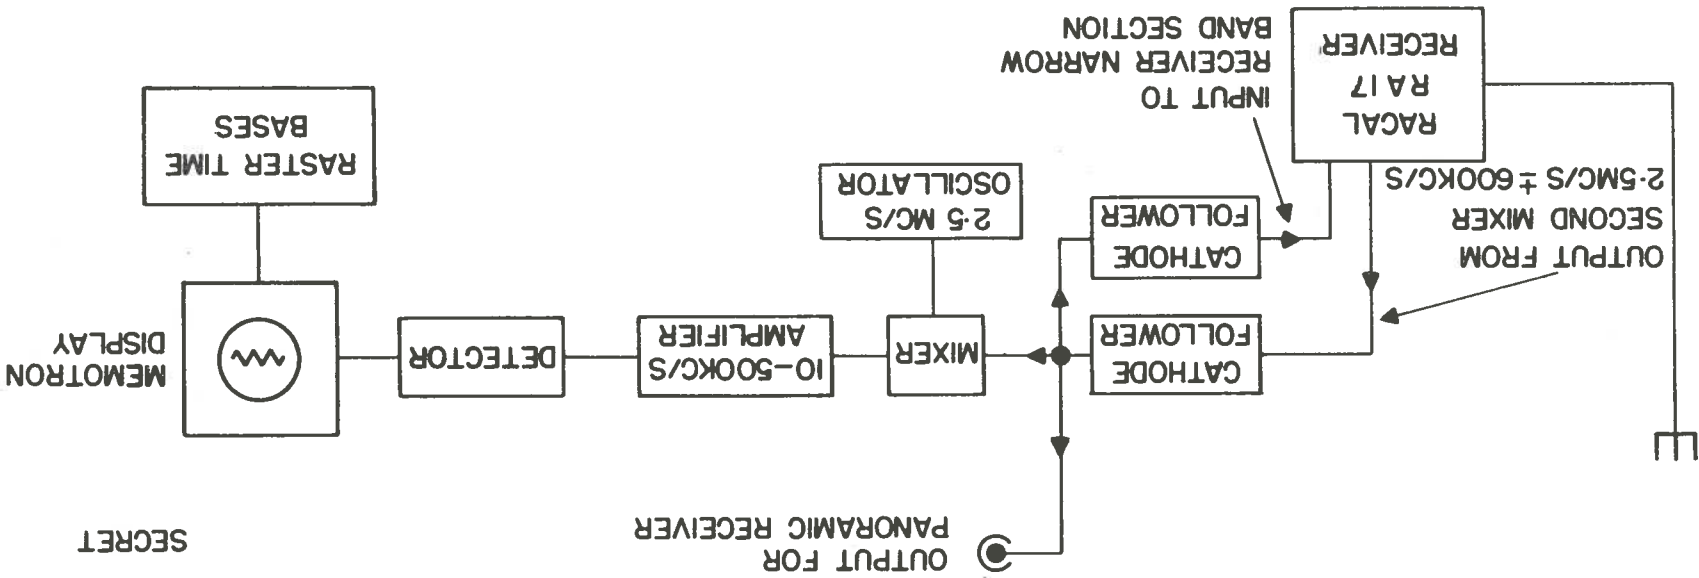 SECRET
OUTPUT FOR
PANORAMIC RECEIVER
MEMOTRON
DISPLAY
DETECTOR
10-500KC/S
AMPLIFIER
MIXER
CATHODE
FOLLOWER
CATHODE
FOLLOWER
OUTPUT FROM
SECOND MIXER
2·5MC/S ± 600KC/S
2·5 MC/S
OSCILLATOR
RASTER TIME
BASES
INPUT TO
RECEIVER NARROW
BAND SECTION
RACAL
RA 17
RECEIVER